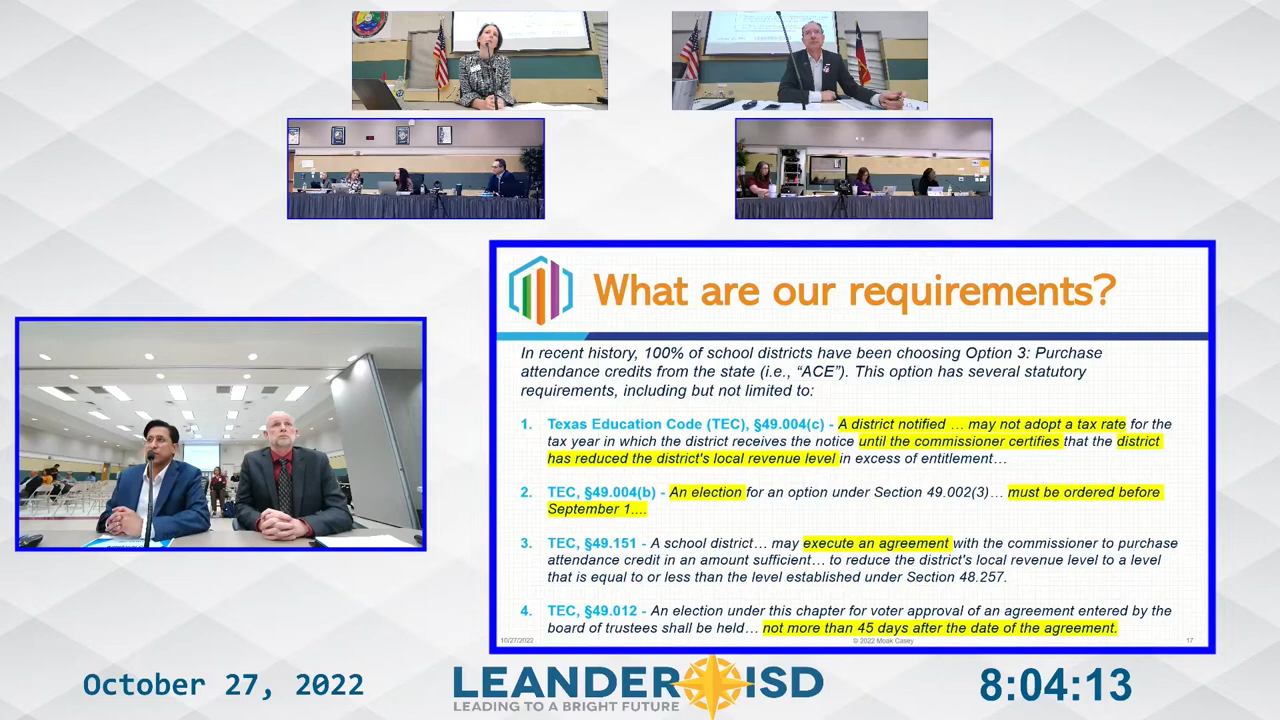 What are our requirements?
In recent history, 100% of school districts have been choosing Option 3: Purchase
attendance credits from the state (i.e., “ACE”). This option has several statutory
requirements, including but not limited to:
1. Texas Education Code (TEC), §49.004(c) - A district notified … may not adopt a tax rate for the
tax year in which the district receives the notice until the commissioner certifies that the district
has reduced the district's local revenue level in excess of entitlement…
2. TEC, §49.004(b) - An election for an option under Section 49.002(3)… must be ordered before
September 1....
3. TEC, §49.151 - A school district… may execute an agreement with the commissioner to purchase
attendance credit in an amount sufficient… to reduce the district's local revenue level to a level
that is equal to or less than the level established under Section 48.257.
4. TEC, §49.012 - An election under this chapter for voter approval of an agreement entered by the
board of trustees shall be held… not more than 45 days after the date of the agreement.
10/27/2022 © 2022 Moak Casey 17
October 27, 2022
LEANDER ISD
LEADING TO A BRIGHT FUTURE
8:04:13